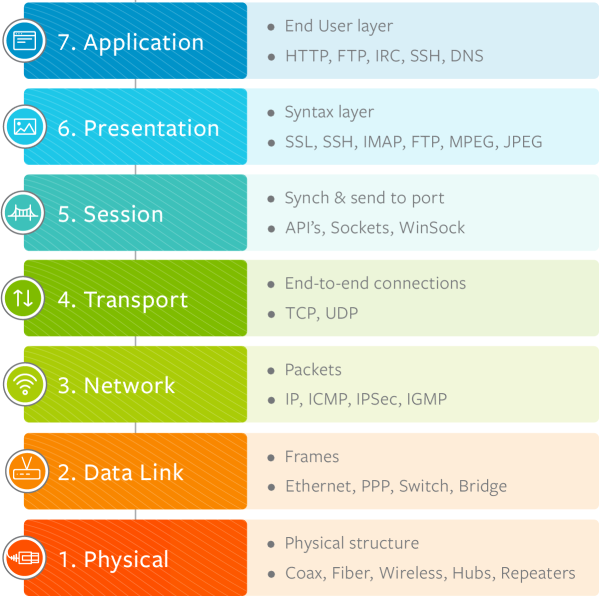 7. Application
End User layer
HTTP, FTP, IRC, SSH, DNS
6. Presentation
Syntax layer
SSL, SSH, IMAP, FTP, MPEG, JPEG
5. Session
Synch & send to port
API's, Sockets, WinSock
4. Transport
End-to-end connections
TCP, UDP
3. Network
Packets
IP, ICMP, IPSec, IGMP
2. Data Link
Frames
Ethernet, PPP, Switch, Bridge
1. Physical
Physical structure
Coax, Fiber, Wireless, Hubs, Repeaters